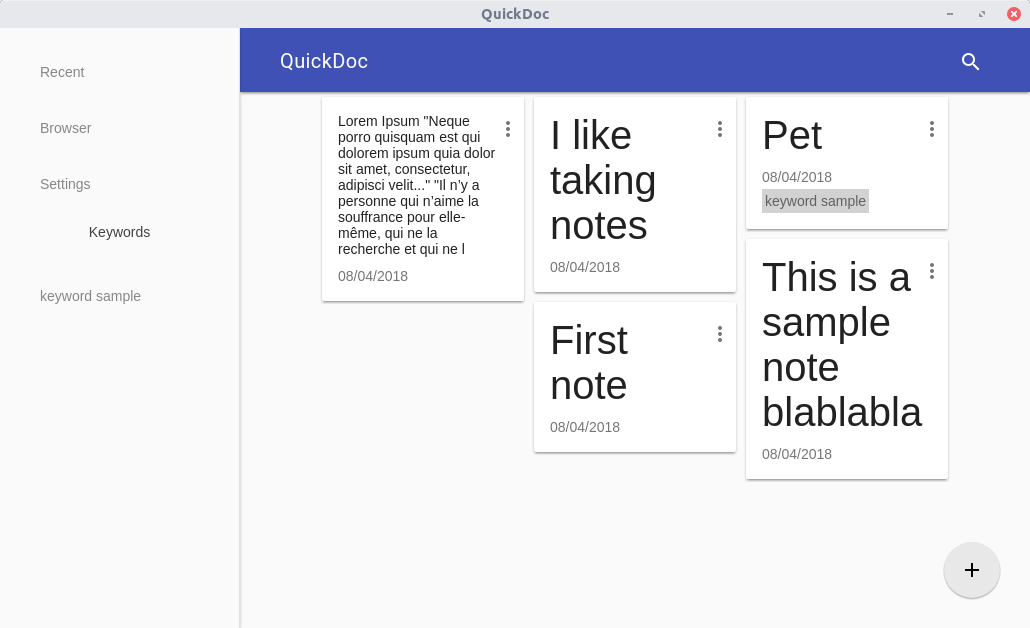 QuickDoc
Recent
Browser
Settings
Keywords
keyword sample
QuickDoc
Lorem Ipsum "Neque
porro quisquam est qui
dolorem ipsum quia dolor
sit amet, consectetur,
adipisci velit..." "Il n’y a
personne qui n’aime la
souffrance pour elle-
même, qui ne la
recherche et qui ne l
08/04/2018
I like
taking
notes
08/04/2018
First
note
08/04/2018
Pet
08/04/2018
keyword sample
This is a
sample
note
blablabla
08/04/2018